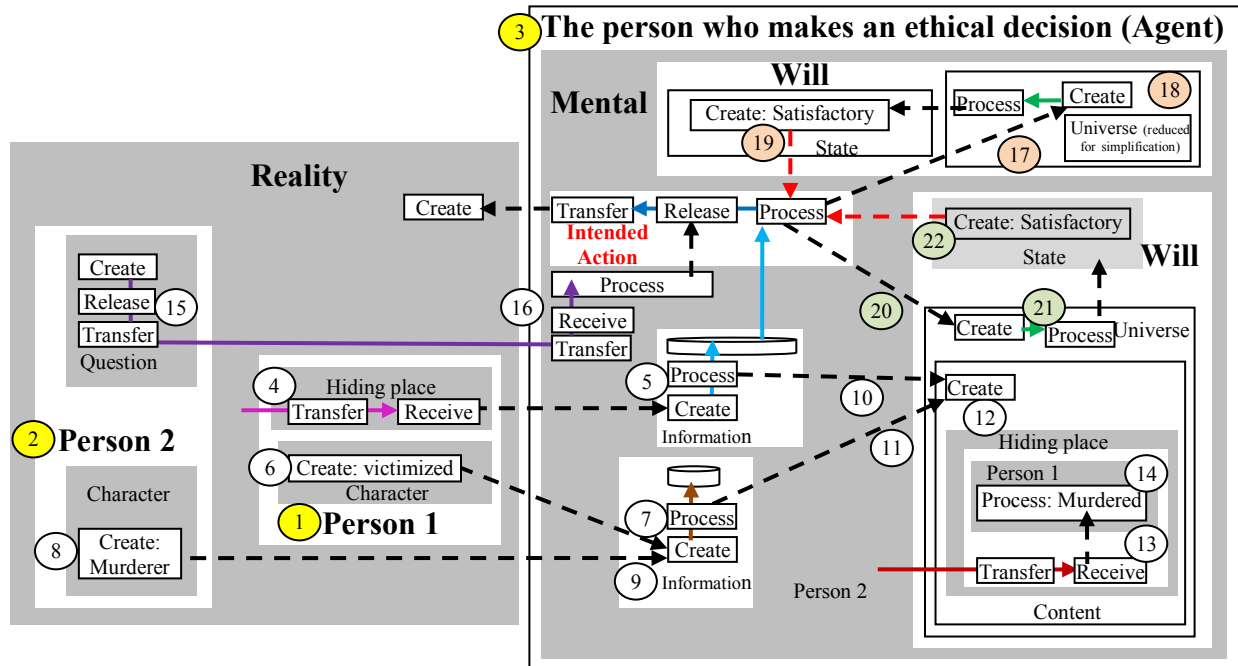 3
The person who makes an ethical decision (Agent)
Mental
Will
Create: Satisfactory
19
State
Process
Create
18
Universe (reduced
for simplification)
17
Reality
Create
Transfer
Release
Process
Intended
Action
Create: Satisfactory
22
State
Will
Process
16
Receive
Transfer
20
21
Create
Process
Universe
Create
Release
15
Transfer
Question
4
Hiding place
Transfer
Receive
5
Process
Create
Information
10
Create
12
2
Person 2
6
Create: victimized
Character
1
Person 1
11
Hiding place
Person 1
14
Process: Murdered
13
Transfer
Receive
Person 2
Content
Character
8
Create:
Murderer
7
Process
Create
9
Information